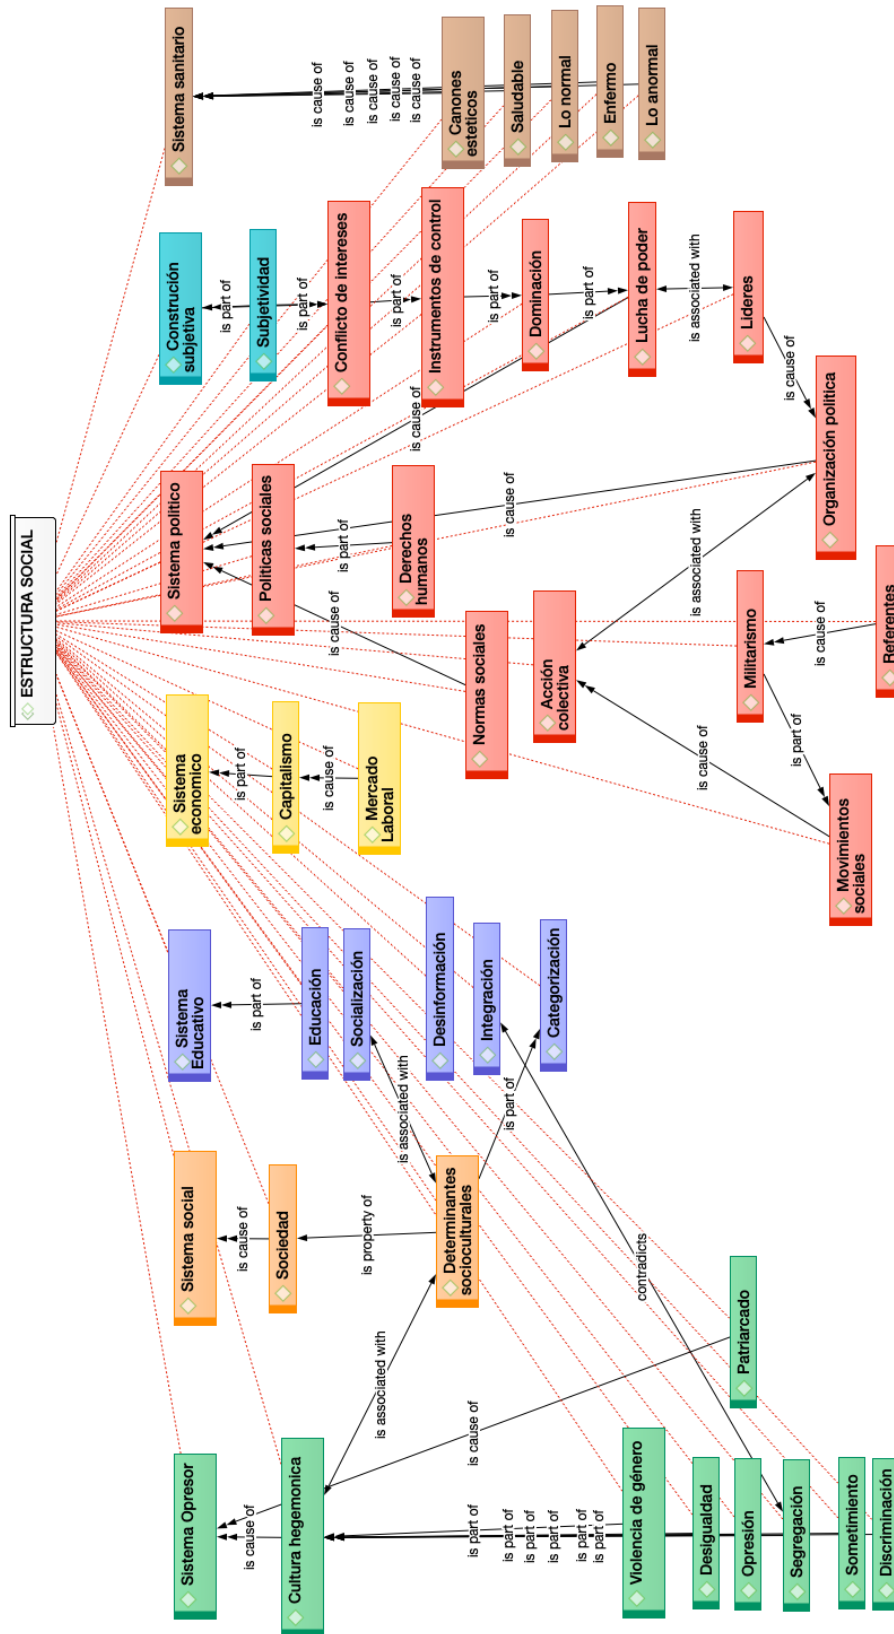 ESTRUCTURA SOCIAL
Sistema Opresor
is cause of
Cultura hegemonica
is associated with
is cause of
is part of
is part of
is part of
is part of
is part of
is part of
Violencia de género
Desigualdad
Opresión
Segregación
Sometimiento
Discriminación
Patriarcado
contradicts
Sistema social
is cause of
Sociedad
is property of
Determinantes
socioculturales
is associated with
is part of
Sistema
Educativo
is part of
Educación
Socialización
Desinformación
Integración
Categorización
Sistema
economico
is part of
Capitalismo
is cause of
Mercado
Laboral
Sistema político
Politicas sociales
is part of
Derechos
humanos
is cause of
is cause of
is cause of
Normas sociales
Acción
colectiva
is associated with
is cause of
Militarismo
is part of
is cause of
Movimientos
sociales
Referentes
Construción
subjetiva
is part of
Subjetividad
is part of
Conflicto de intereses
is part of
Instrumentos de control
is part of
Dominación
is part of
Lucha de poder
is associated with
Lideres
is cause of
Organización politica
Sistema sanitario
is cause of
is cause of
is cause of
is cause of
is cause of
Canones
esteticos
Saludable
Lo normal
Enfermo
Lo anormal